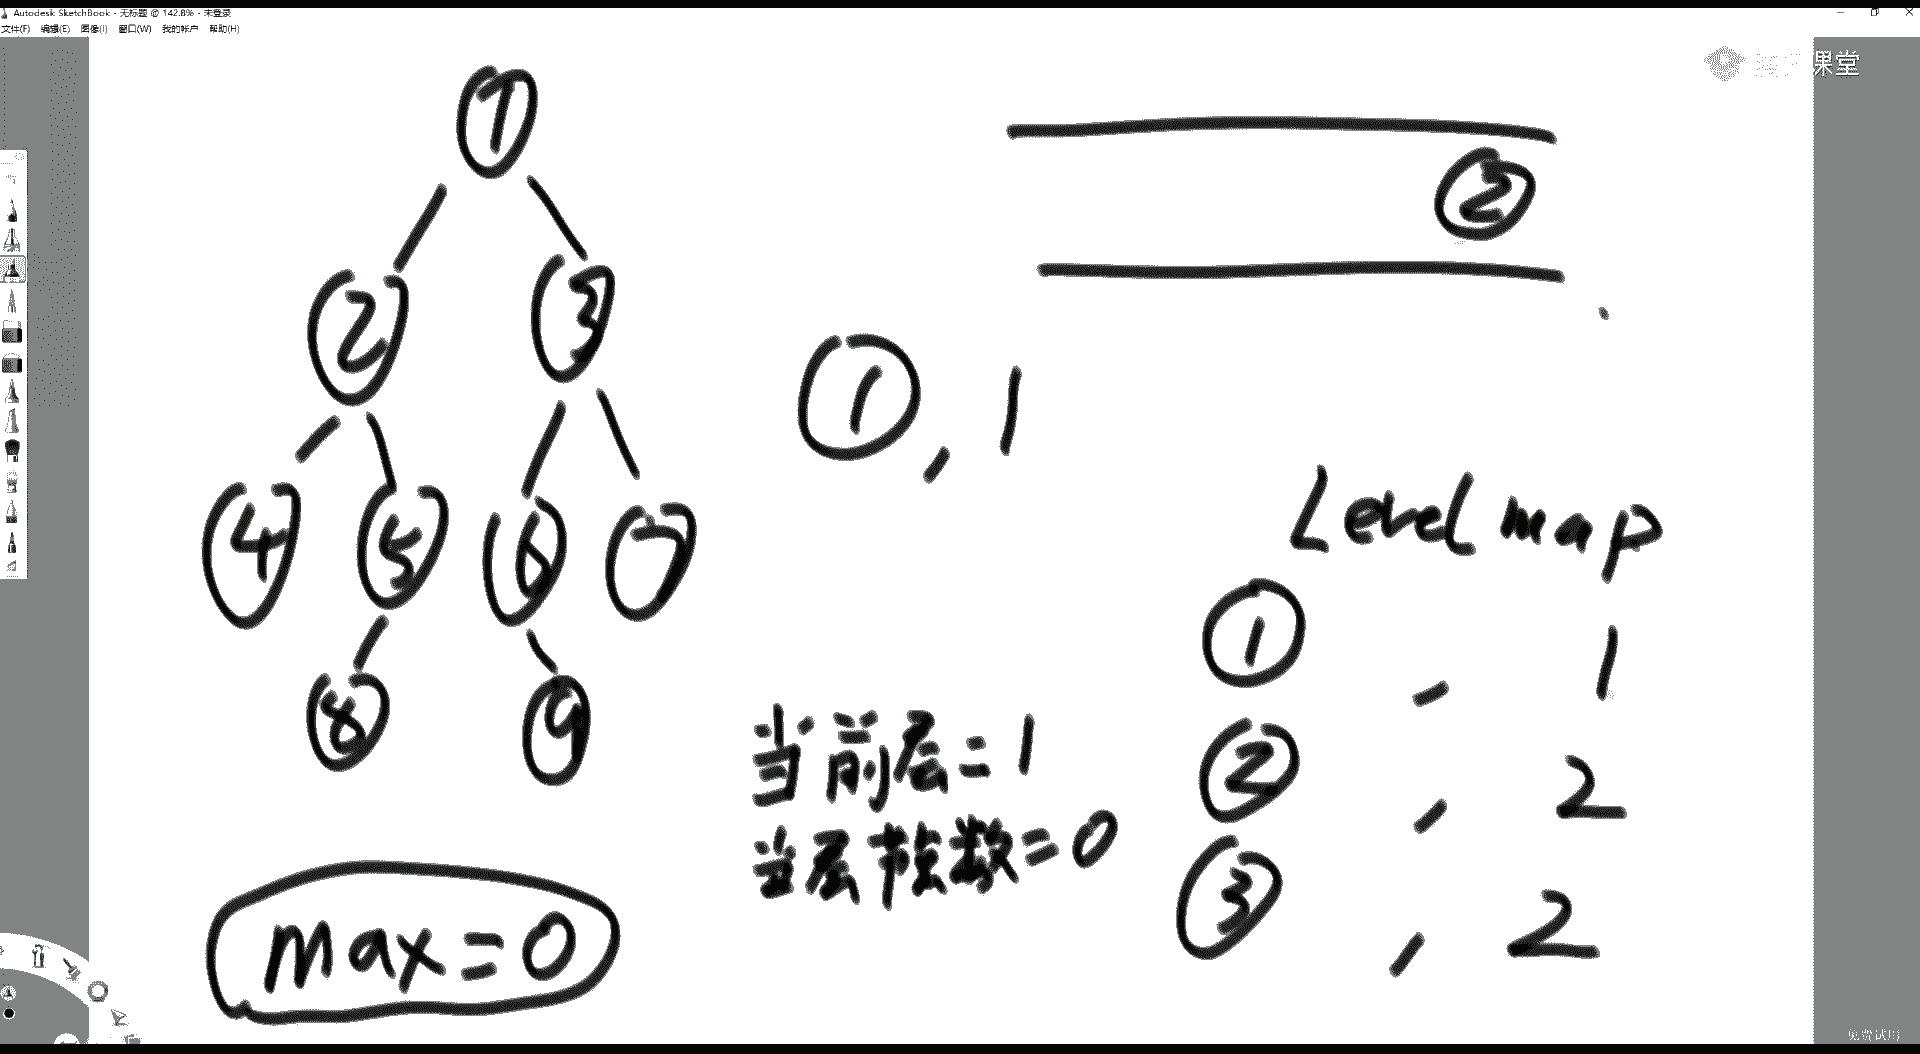 Autodesk SketchBook - 无标题 @ 142.8% - 未登录
文件(F) 编辑(E) 图像(I) 窗口(W) 我的帐户 帮助(H)
课堂
1
2
2 3
1 , 1
4 5 6 7
Level map
1 , 1
8 9
当前层=1
2 , 2
当层节点数=0
3 , 2
max=0
免费试用